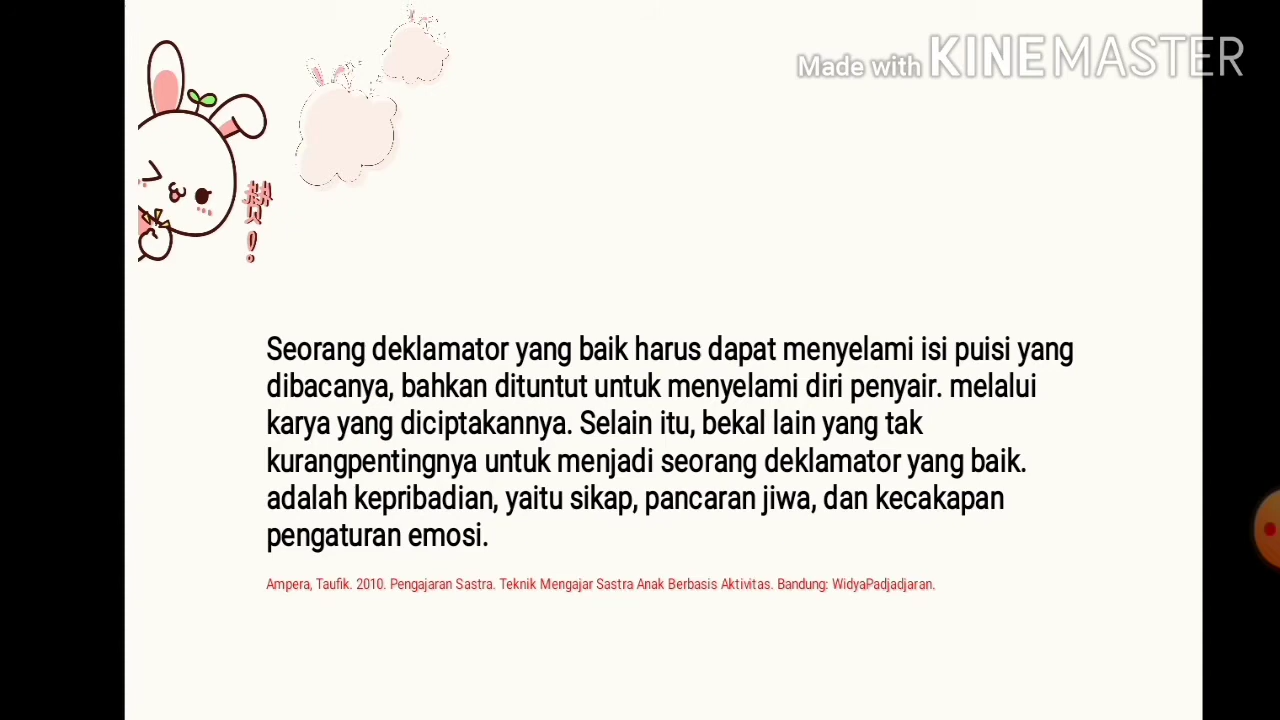 Made with KINEMASTER
赞!
Seorang deklamator yang baik harus dapat menyelami isi puisi yang
dibacanya, bahkan dituntut untuk menyelami diri penyair. melalui
karya yang diciptakannya. Selain itu, bekal lain yang tak
kurangpentingnya untuk menjadi seorang deklamator yang baik.
adalah kepribadian, yaitu sikap, pancaran jiwa, dan kecakapan
pengaturan emosi.
Ampera, Taufik. 2010. Pengajaran Sastra. Teknik Mengajar Sastra Anak Berbasis Aktivitas. Bandung: WidyaPadjadjaran.